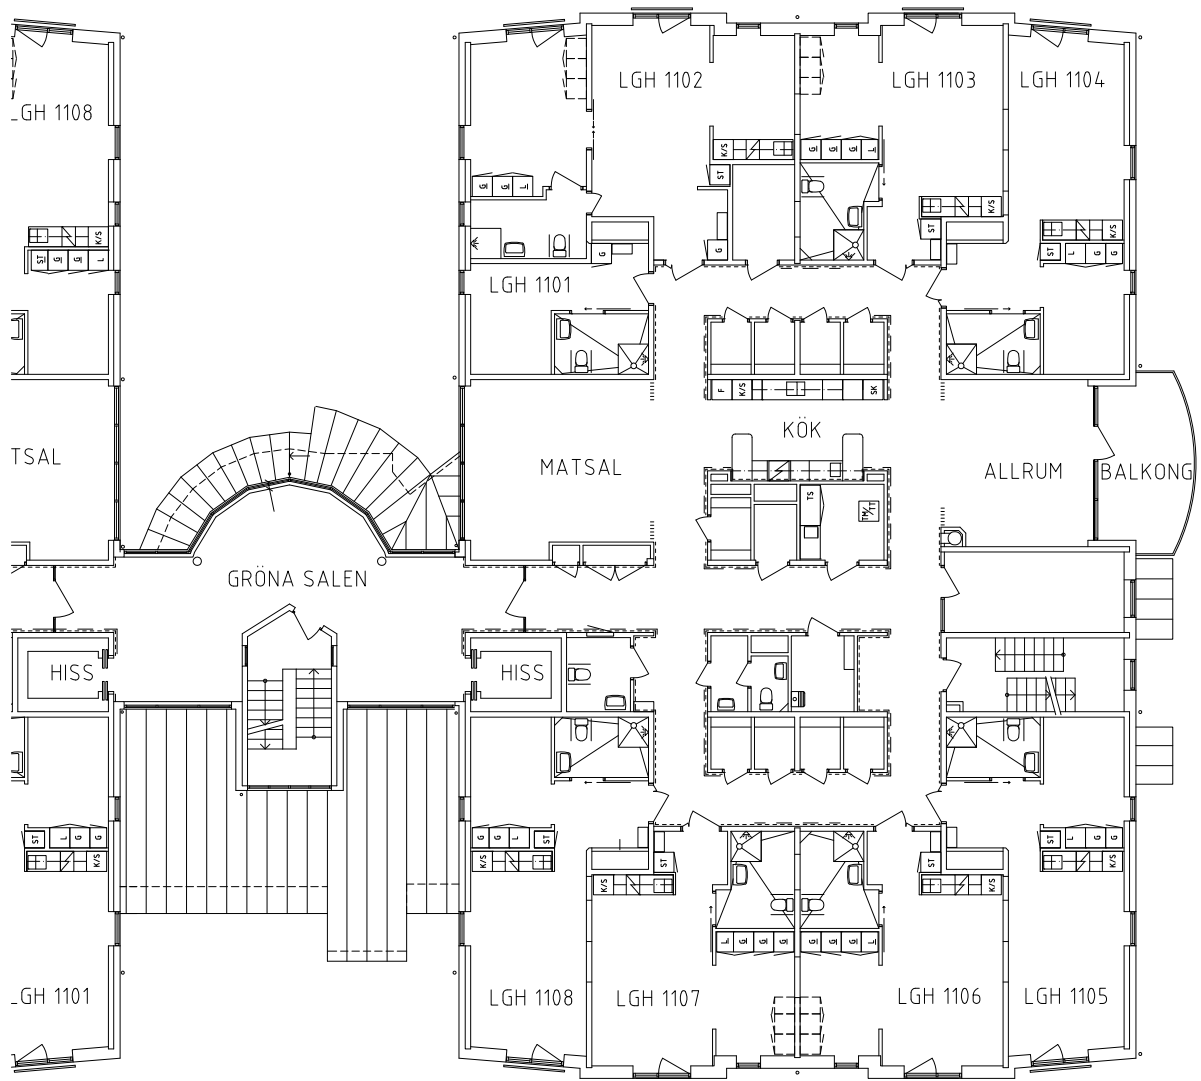 LGH 1102
LGH 1103
LGH 1104
LGH 1108
K/S
G
G
G
L
ST
G
G
L
K/S
ST
G
K/S
K/S
ST
L
G
G
K/S
ST
G
G
L
G
LGH 1101
F
K/S
SK
KÖK
TSAL
MATSAL
ALLRUM
BALKONG
TS
TM/TT
GRÖNA SALEN
HISS
HISS
ST
L
G
G
K/S
G
G
L
ST
K/S
ST
K/S
ST
K/S
ST
L
G
G
K/S
L
G
G
G
G
G
G
L
LGH 1101
LGH 1108
LGH 1107
LGH 1106
LGH 1105